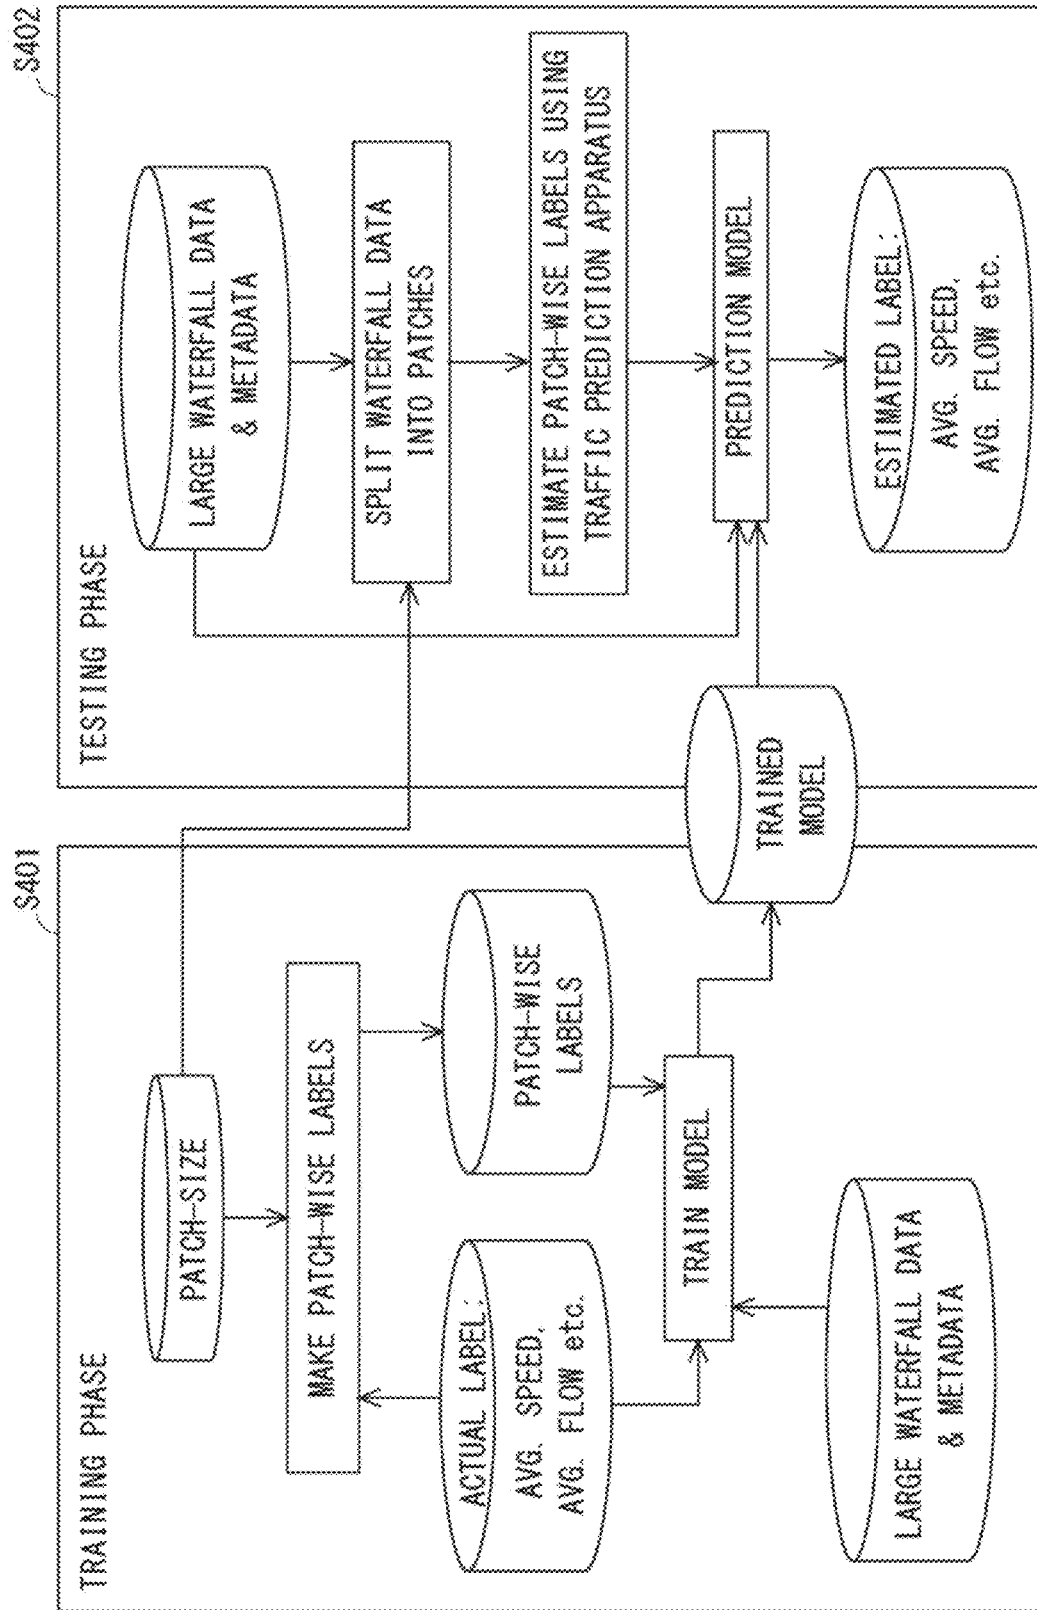 S401
TRAINING PHASE
PATCH-SIZE
MAKE PATCH-WISE LABELS
ACTUAL LABEL:
AVG. SPEED,
AVG. FLOW etc.
PATCH-WISE
LABELS
TRAIN MODEL
LARGE WATERFALL DATA
& METADATA
TRAINED
MODEL
S402
TESTING PHASE
LARGE WATERFALL DATA
& METADATA
SPLIT WATERFALL DATA
INTO PATCHES
ESTIMATE PATCH-WISE LABELS USING
TRAFFIC PREDICTION APPARATUS
PREDICTION MODEL
ESTIMATED LABEL:
AVG. SPEED,
AVG. FLOW etc.